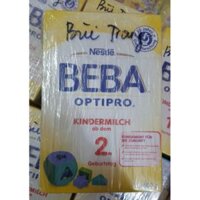 Bùi Trang
Nestlé
BEBA
OPTIPRO
KINDERMILCH
ab dem
2.
Geburtstag